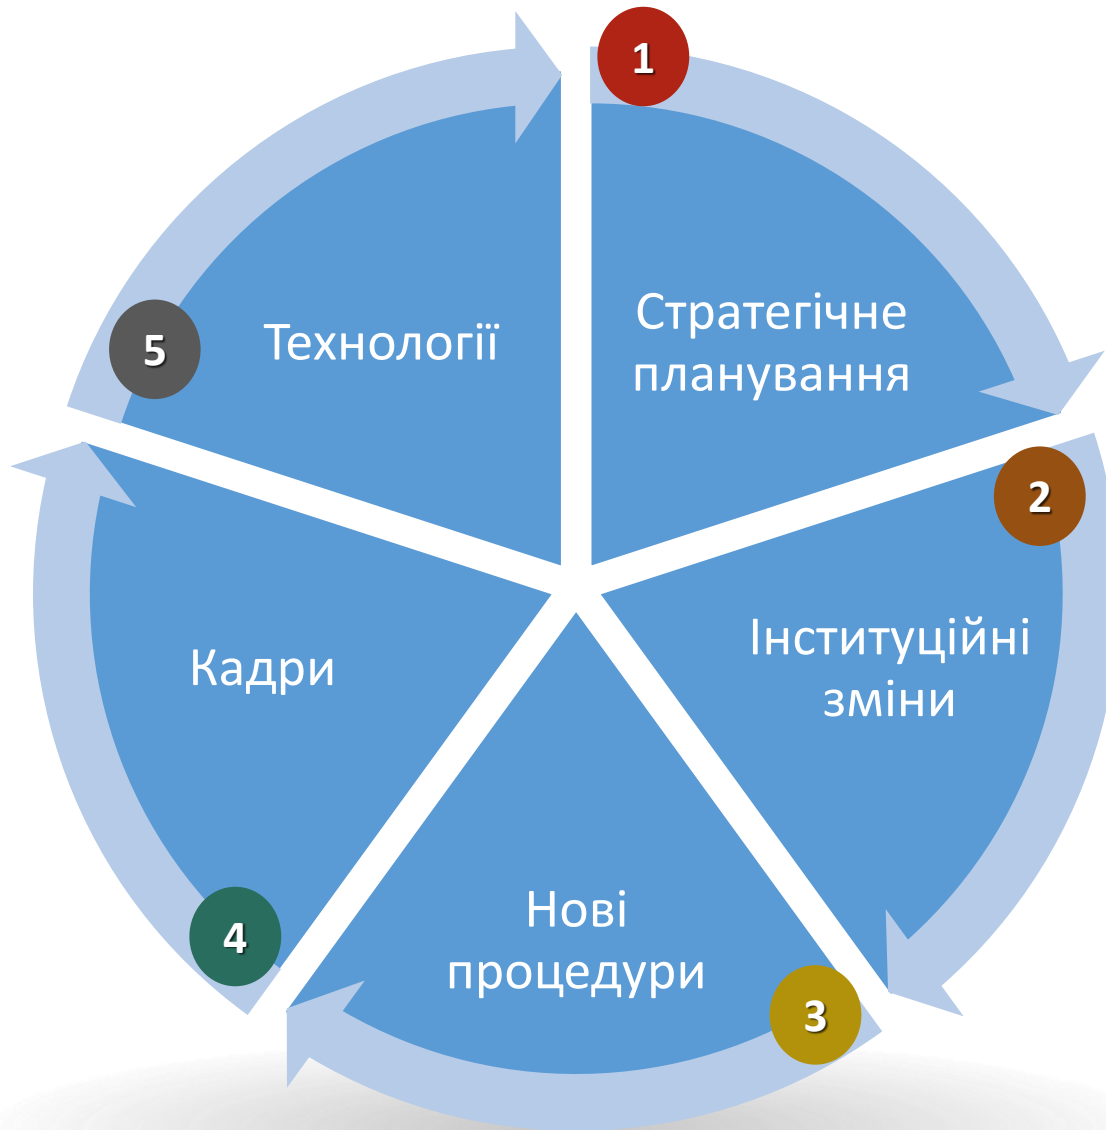 1
Стратегічне
планування
2
Інституційні
зміни
3
Нові
процедури
4
Кадри
5
Технології